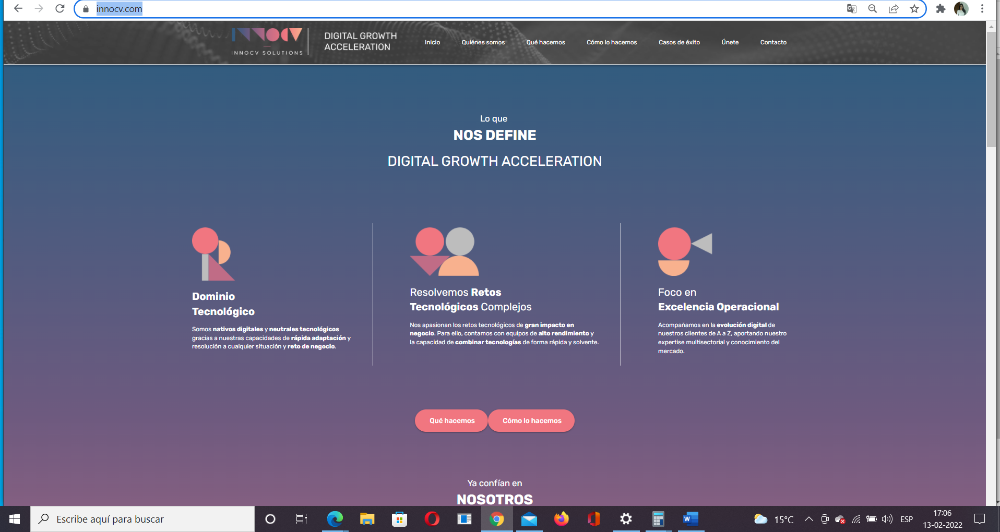 innocv.com
INNOCV
INNOCV SOLUTIONS
DIGITAL GROWTH
ACCELERATION
Inicio
Quiénes somos
Qué hacemos
Cómo lo hacemos
Casos de éxito
Únete
Contacto
Lo que
NOS DEFINE
DIGITAL GROWTH ACCELERATION
Dominio
Tecnológico
Somos nativos digitales y neutrales tecnológicos
gracias a nuestras capacidades de rápida adaptación y
resolución a cualquier situación y reto de negocio.
Resolvemos Retos
Tecnológicos Complejos
Nos apasionan los retos tecnológicos de gran impacto en
negocio. Para ello, contamos con equipos de alto rendimiento y
la capacidad de combinar tecnologías de forma rápida y solvente.
Foco en
Excelencia Operacional
Acompañamos en la evolución digital de
nuestros clientes de A a Z, aportando nuestro
expertise multisectorial y conocimiento del
mercado.
Qué hacemos
Cómo lo hacemos
Ya confían en
NOSOTROS
Escribe aquí para buscar
W
15°C
ESP
17:06
13-02-2022